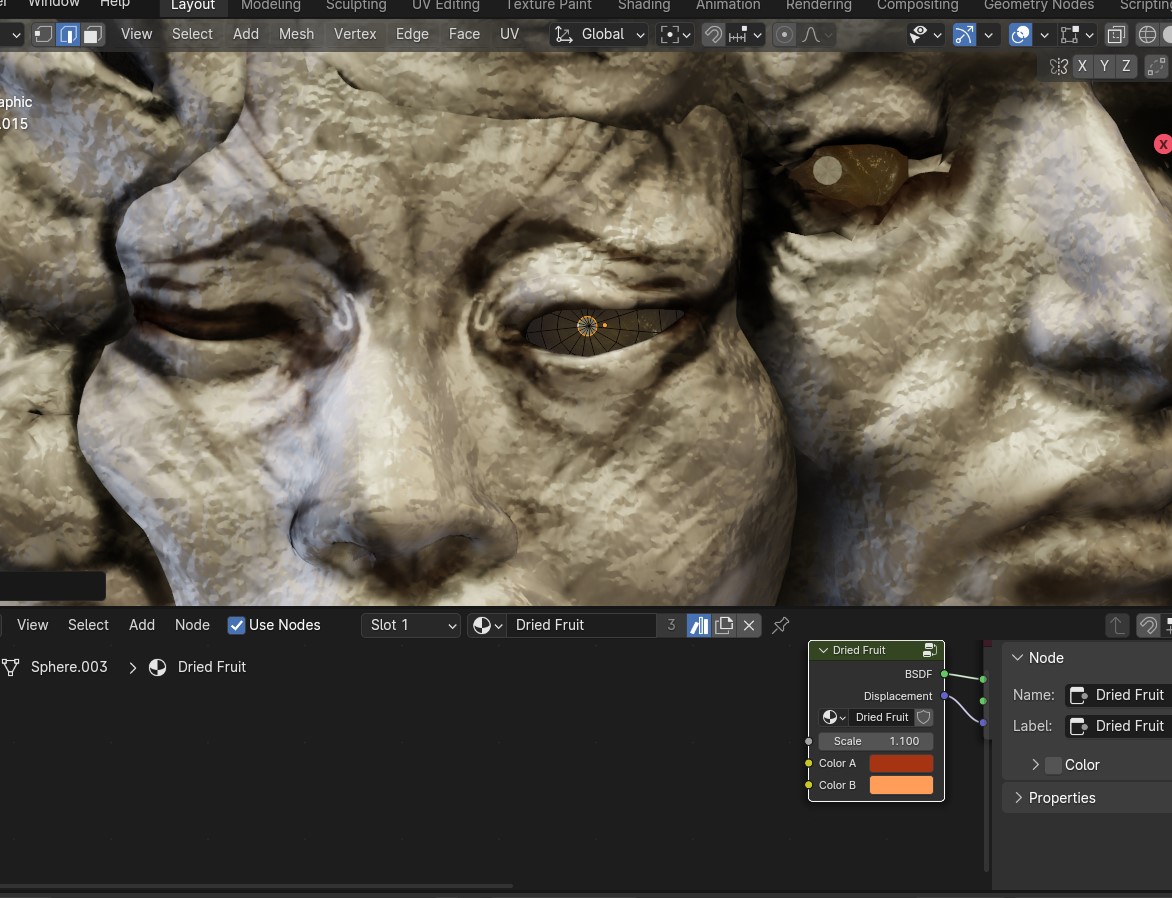 er Window Help Layout Modeling Sculpting UV Editing Texture Paint Shading Animation Rendering Compositing Geometry Nodes Scripting
View Select Add Mesh Vertex Edge Face UV Global
X Y Z
aphic
.015
X
View Select Add Node Use Nodes Slot 1 Dried Fruit 3
Sphere.003 > Dried Fruit
Dried Fruit
BSDF
Displacement
Dried Fruit
Scale 1.100
Color A
Color B
Node
Name: Dried Fruit
Label: Dried Fruit
Color
Properties